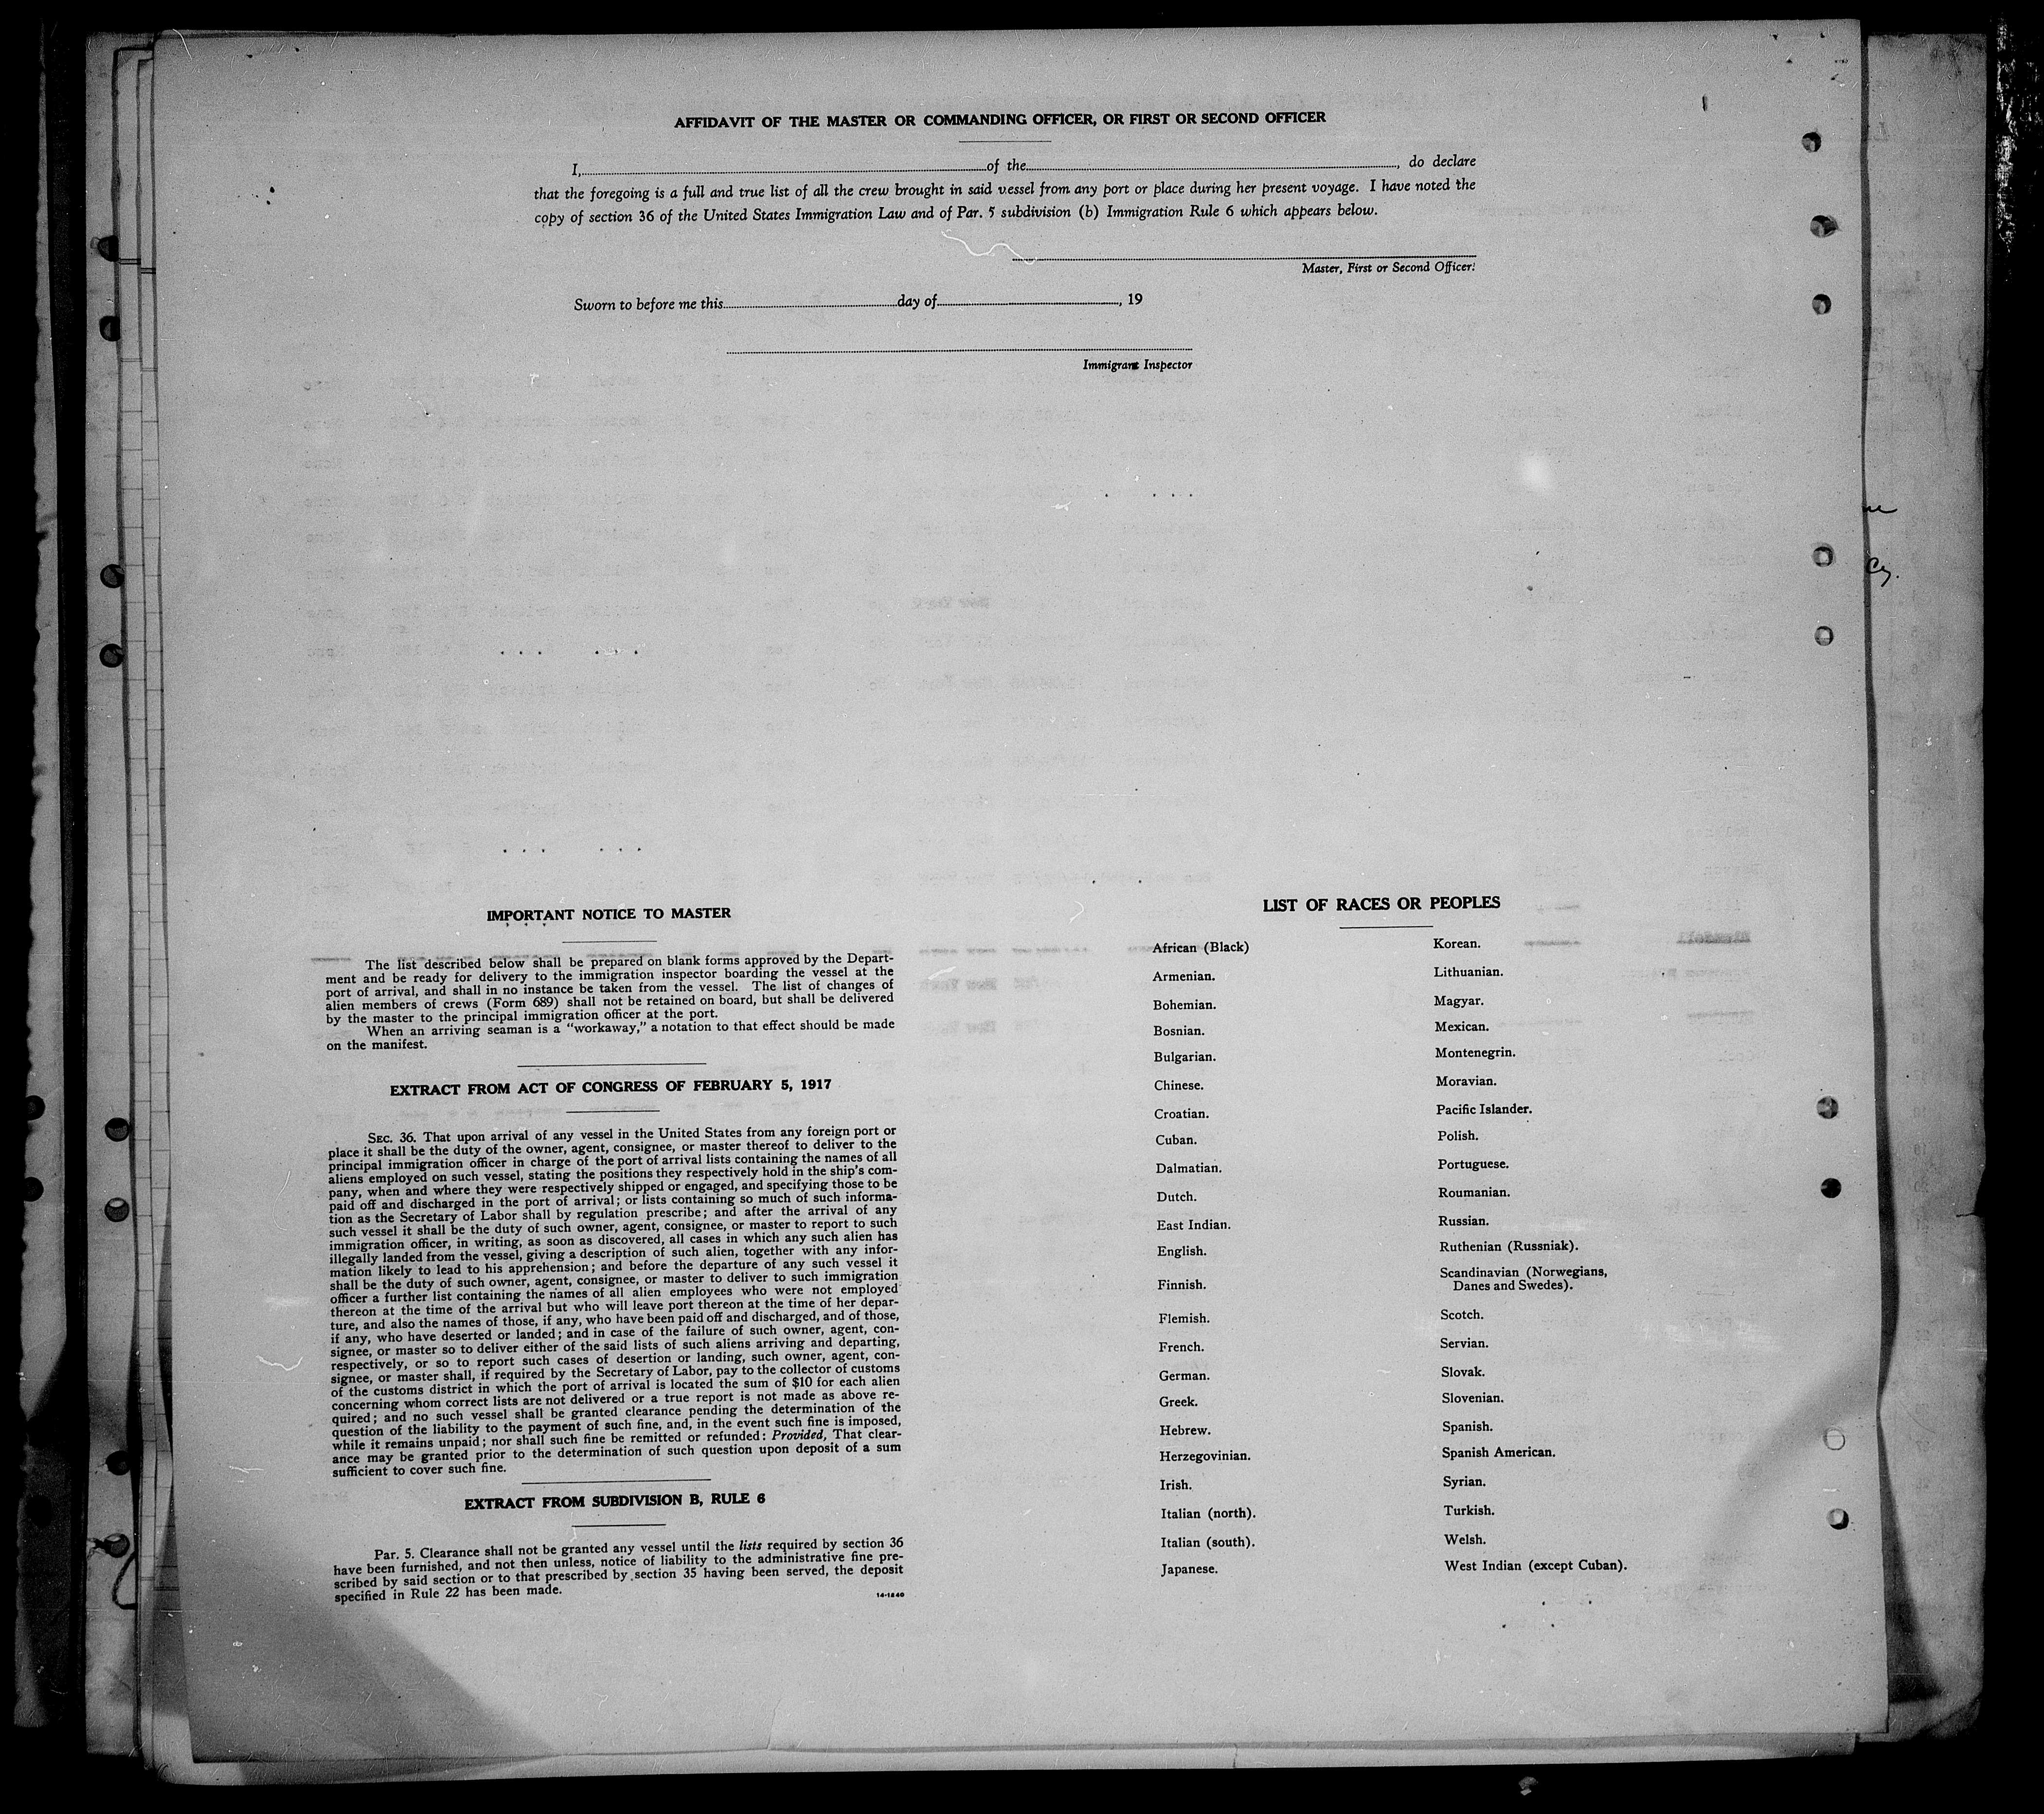 AFFIDAVIT OF THE MASTER OR COMMANDING OFFICER, OR FIRST OR SECOND OFFICER
I, of the , do declare
that the foregoing is a full and true list of all the crew brought in said vessel from any port or place during her present voyage. I have noted the
copy of section 36 of the United States Immigration Law and of Par. 5 subdivision (b) Immigration Rule 6 which appears below.
Master, First or Second Officer.
Sworn to before me this day of , 19
Immigrant Inspector
IMPORTANT NOTICE TO MASTER
The list described below shall be prepared on blank forms approved by the Depart-
ment and be ready for delivery to the immigration inspector boarding the vessel at the
port of arrival, and shall in no instance be taken from the vessel. The list of changes of
alien members of crews (Form 689) shall not be retained on board, but shall be delivered
by the master to the principal immigration officer at the port.
When an arriving seaman is a "workaway," a notation to that effect should be made
on the manifest.
EXTRACT FROM ACT OF CONGRESS OF FEBRUARY 5, 1917
SEC. 36. That upon arrival of any vessel in the United States from any foreign port or
place it shall be the duty of the owner, agent, consignee, or master thereof to deliver to the
principal immigration officer in charge of the port of arrival lists containing the names of all
aliens employed on such vessel, stating the positions they respectively hold in the ship's com-
pany, when and where they were respectively shipped or engaged, and specifying those to be
paid off and discharged in the port of arrival; or lists containing so much of such informa-
tion as the Secretary of Labor shall by regulation prescribe; and after the arrival of any
such vessel it shall be the duty of such owner, agent, consignee, or master to report to such
immigration officer, in writing, as soon as discovered, all cases in which any such alien has
illegally landed from the vessel, giving a description of such alien, together with any infor-
mation likely to lead to his apprehension; and before the departure of any such vessel it
shall be the duty of such owner, agent, consignee, or master to deliver to such immigration
officer a further list containing the names of all alien employees who were not employed
thereon at the time of the arrival but who will leave port thereon at the time of her depar-
ture, and also the names of those, if any, who have been paid off and discharged, and of those,
if any, who have deserted or landed; and in case of the failure of such owner, agent, con-
signee, or master so to deliver either of the said lists of such aliens arriving and departing,
respectively, or so to report such cases of desertion or landing, such owner, agent, con-
signee, or master shall, if required by the Secretary of Labor, pay to the collector of customs
of the customs district in which the port of arrival is located the sum of $10 for each alien
concerning whom correct lists are not delivered or a true report is not made as above re-
quired; and no such vessel shall be granted clearance pending the determination of the
question of the liability to the payment of such fine, and, in the event such fine is imposed,
while it remains unpaid; nor shall such fine be remitted or refunded: Provided, That clear-
ance may be granted prior to the determination of such question upon deposit of a sum
sufficient to cover such fine.
EXTRACT FROM SUBDIVISION B, RULE 6
Par. 5. Clearance shall not be granted any vessel until the lists required by section 36
have been furnished, and not then unless, notice of liability to the administrative fine pre-
scribed by said section or to that prescribed by section 35 having been served, the deposit
specified in Rule 22 has been made.
14-1240
LIST OF RACES OR PEOPLES
African (Black)
Armenian.
Bohemian.
Bosnian.
Bulgarian.
Chinese.
Croatian.
Cuban.
Dalmatian.
Dutch.
East Indian.
English.
Finnish.
Flemish.
French.
German.
Greek.
Hebrew.
Herzegovinian.
Irish.
Italian (north).
Italian (south).
Japanese.
Korean.
Lithuanian.
Magyar.
Mexican.
Montenegrin.
Moravian.
Pacific Islander.
Polish.
Portuguese.
Roumanian.
Russian.
Ruthenian (Russniak).
Scandinavian (Norwegians,
Danes and Swedes).
Scotch.
Servian.
Slovak.
Slovenian.
Spanish.
Spanish American.
Syrian.
Turkish.
Welsh.
West Indian (except Cuban).